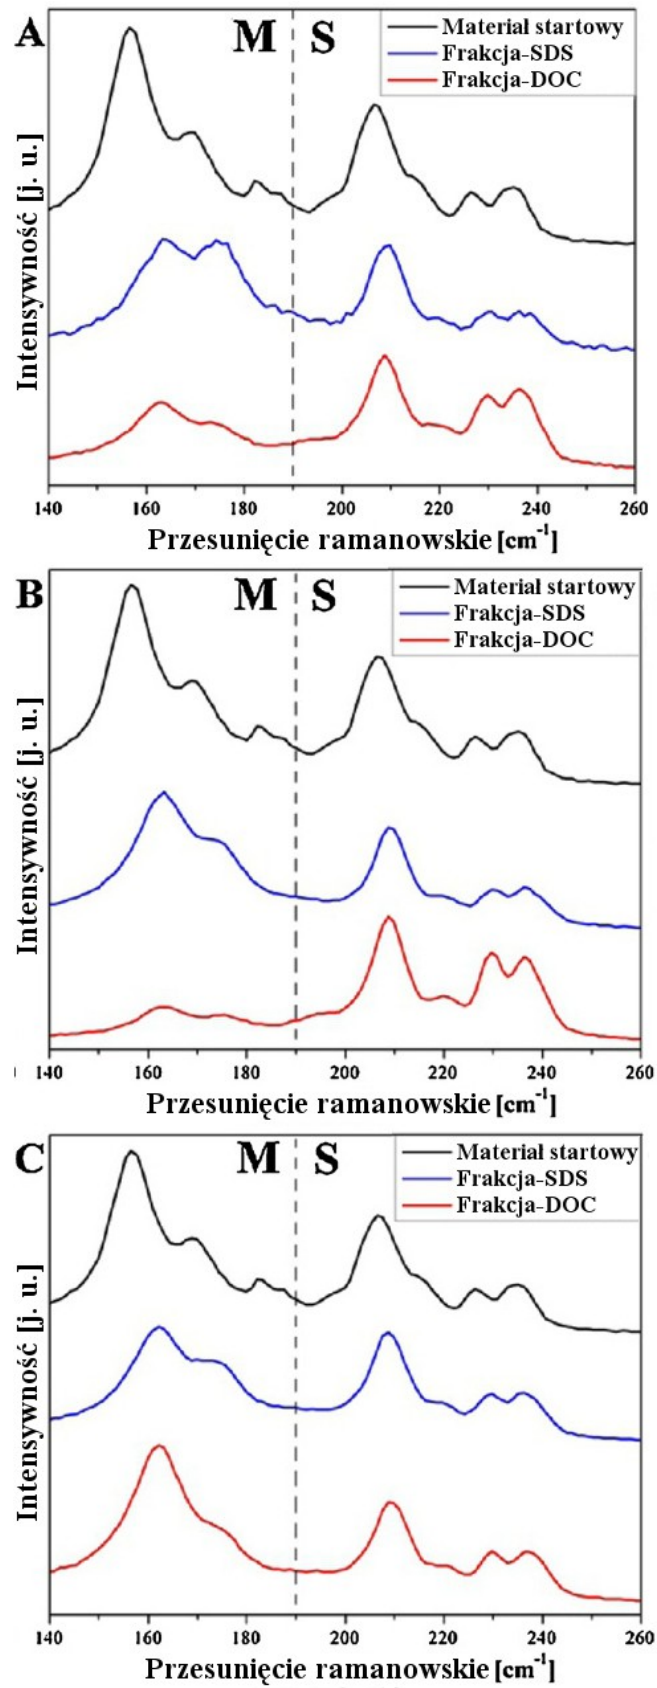 A
M
S
Materiał startowy
Frakcja-SDS
Frakcja-DOC
Intensywność [j. u.]
140 160 180 200 220 240 260
Przesunięcie ramanowskie [cm⁻¹]
B
M
S
Materiał startowy
Frakcja-SDS
Frakcja-DOC
Intensywność [j. u.]
140 160 180 200 220 240 260
Przesunięcie ramanowskie [cm⁻¹]
C
M
S
Materiał startowy
Frakcja-SDS
Frakcja-DOC
Intensywność [j. u.]
140 160 180 200 220 240 260
Przesunięcie ramanowskie [cm⁻¹]